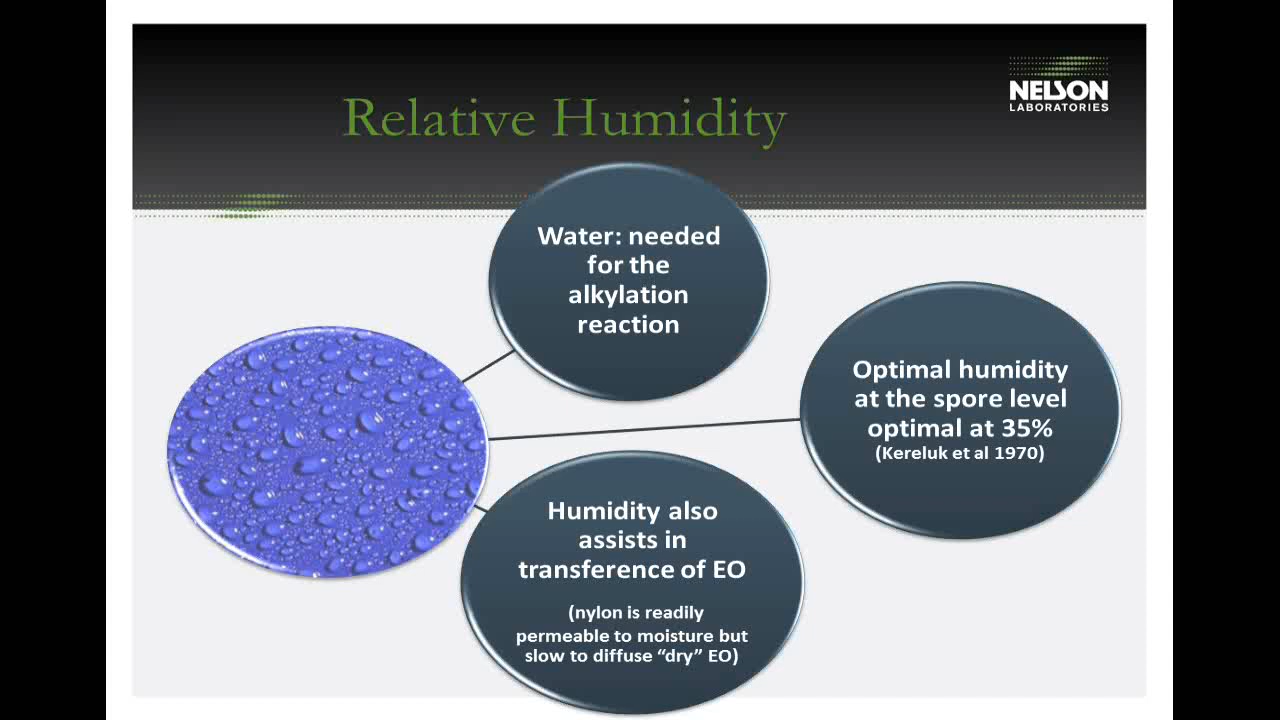 NELSON
LABORATORIES
Relative Humidity
Water: needed
for the
alkylation
reaction
Optimal humidity
at the spore level
optimal at 35%
(Kereluk et al 1970)
Humidity also
assists in
transference of EO
(nylon is readily
permeable to moisture but
slow to diffuse “dry” EO)